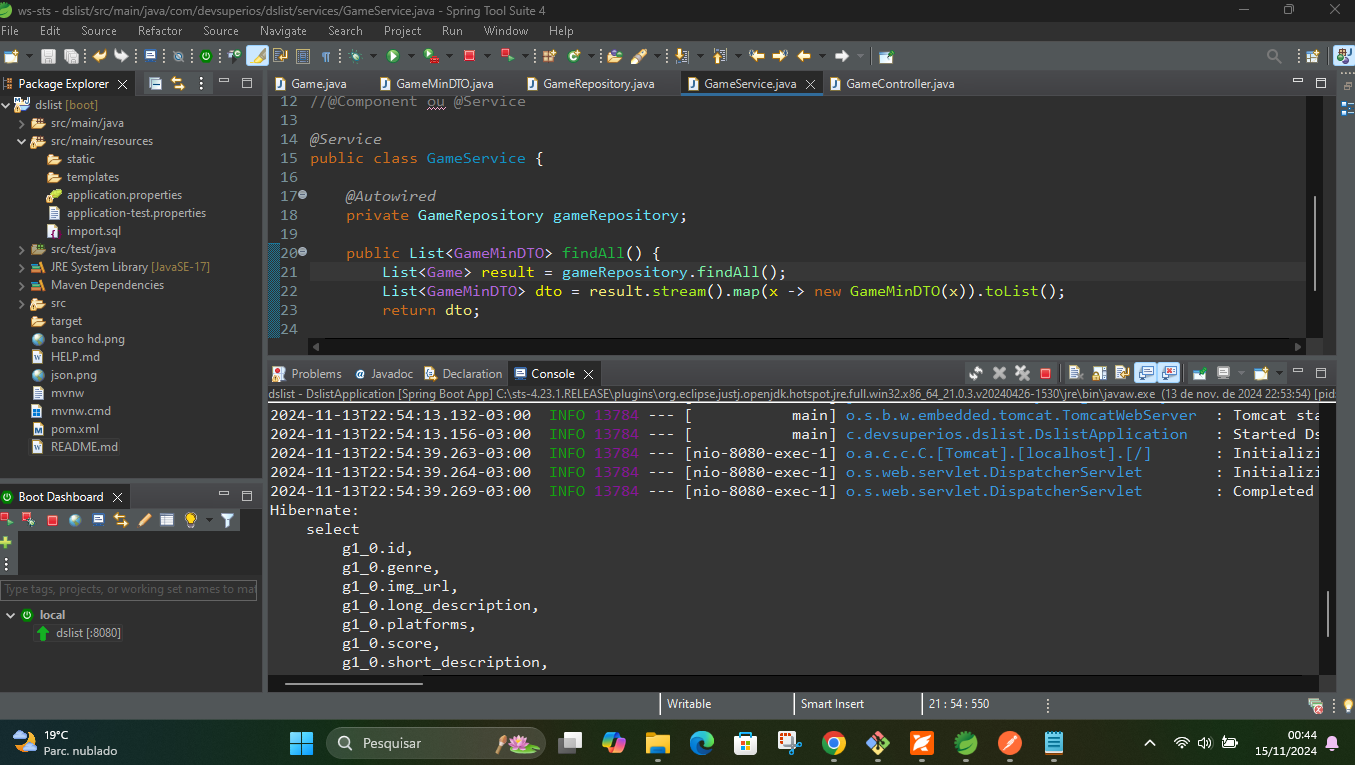 ws-sts - dslist/src/main/java/com/devsuperios/dslist/services/GameService.java - Spring Tool Suite 4
File Edit Source Refactor Source Navigate Search Project Run Window Help
Package Explorer
dslist [boot]
src/main/java
src/main/resources
static
templates
application.properties
application-test.properties
import.sql
src/test/java
JRE System Library [JavaSE-17]
Maven Dependencies
src
target
banco hd.png
HELP.md
json.png
mvnw
mvnw.cmd
pom.xml
README.md
Boot Dashboard
Type tags, projects, or working set names to mat
local
dslist [:8080]
Game.java GameMinDTO.java GameRepository.java GameService.java GameController.java
12 //@Component ou @Service
13
14 @Service
15 public class GameService {
16
17 @Autowired
18 private GameRepository gameRepository;
19
20 public List<GameMinDTO> findAll() {
21 List<Game> result = gameRepository.findAll();
22 List<GameMinDTO> dto = result.stream().map(x -> new GameMinDTO(x)).toList();
23 return dto;
24
Problems Javadoc Declaration Console
dslist - DslistApplication [Spring Boot App] C:\sts-4.23.1.RELEASE\plugins\org.eclipse.justj.openjdk.hotspot.jre.full.win32.x86_64_21.0.3.v20240426-1530\jre\bin\javaw.exe (13 de nov. de 2024 22:53:54) [pid
2024-11-13T22:54:13.132-03:00 INFO 13784 --- [ main] o.s.b.w.embedded.tomcat.TomcatWebServer : Tomcat sta
2024-11-13T22:54:13.156-03:00 INFO 13784 --- [ main] c.devsuperios.dslist.DslistApplication : Started Ds
2024-11-13T22:54:39.263-03:00 INFO 13784 --- [nio-8080-exec-1] o.a.c.c.C.[Tomcat].[localhost].[/] : Initializi
2024-11-13T22:54:39.264-03:00 INFO 13784 --- [nio-8080-exec-1] o.s.web.servlet.DispatcherServlet : Initializi
2024-11-13T22:54:39.269-03:00 INFO 13784 --- [nio-8080-exec-1] o.s.web.servlet.DispatcherServlet : Completed
Hibernate:
select
g1_0.id,
g1_0.genre,
g1_0.img_url,
g1_0.long_description,
g1_0.platforms,
g1_0.score,
g1_0.short_description,
Writable Smart Insert 21 : 54 : 550
19°C
Parc. nublado
Pesquisar
00:44
15/11/2024